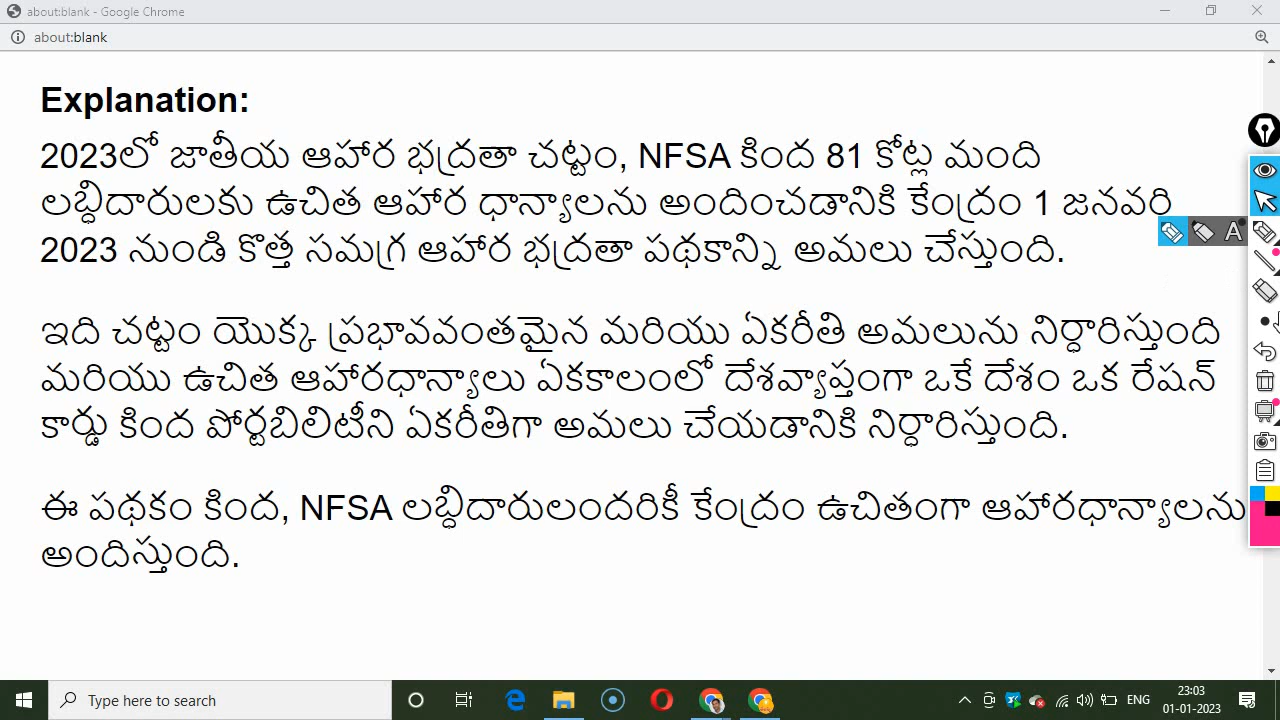 about:blank - Google Chrome
about:blank
Explanation:
2023లో జాతీయ ఆహార భద్రతా చట్టం, NFSA కింద 81 కోట్ల మంది
లబ్ధిదారులకు ఉచిత ఆహార ధాన్యాలను అందించడానికి కేంద్రం 1 జనవరి
2023 నుండి కొత్త సమగ్ర ఆహార భద్రతా పథకాన్ని అమలు చేస్తుంది.
ఇది చట్టం యొక్క ప్రభావవంతమైన మరియు ఏకరీతి అమలును నిర్ధారిస్తుంది
మరియు ఉచిత ఆహారధాన్యాలు ఏకకాలంలో దేశవ్యాప్తంగా ఒకే దేశం ఒక రేషన్
కార్డు కింద పోర్టబిలిటీని ఏకరీతిగా అమలు చేయడానికి నిర్ధారిస్తుంది.
ఈ పథకం కింద, NFSA లబ్ధిదారులందరికీ కేంద్రం ఉచితంగా ఆహారధాన్యాలను
అందిస్తుంది.
A
Type here to search
ENG
23:03
01-01-2023